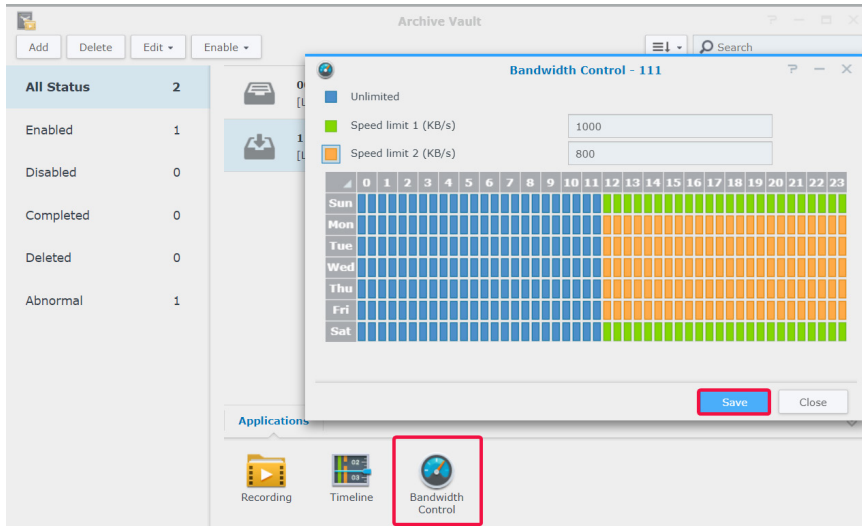 Archive Vault
Add Delete Edit Enable Search
All Status 2
Enabled 1
Disabled 0
Completed 0
Deleted 0
Abnormal 1
Bandwidth Control - 111
Unlimited
Speed limit 1 (KB/s) 1000
Speed limit 2 (KB/s) 800
0 1 2 3 4 5 6 7 8 9 10 11 12 13 14 15 16 17 18 19 20 21 22 23
Sun
Mon
Tue
Wed
Thu
Fri
Sat
Save Close
Applications
Recording Timeline Bandwidth
Control